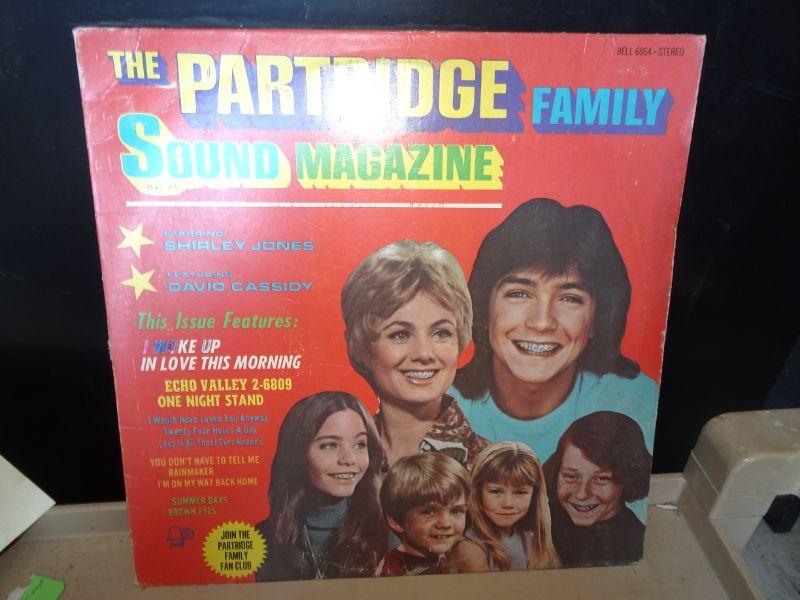 BELL 6064 · STEREO
THE PARTRIDGE FAMILY
SOUND MAGAZINE
STARRING
SHIRLEY JONES
FEATURING
DAVID CASSIDY
This Issue Features:
I WOKE UP
IN LOVE THIS MORNING
ECHO VALLEY 2-6809
ONE NIGHT STAND
I Would Have Loved You Anyway
Twenty-Four Hours A Day
Love Is All That I Ever Needed
YOU DON'T HAVE TO TELL ME
RAINMAKER
I'M ON MY WAY BACK HOME
SUMMER DAYS
BROWN EYES
JOIN THE
PARTRIDGE
FAMILY
FAN CLUB